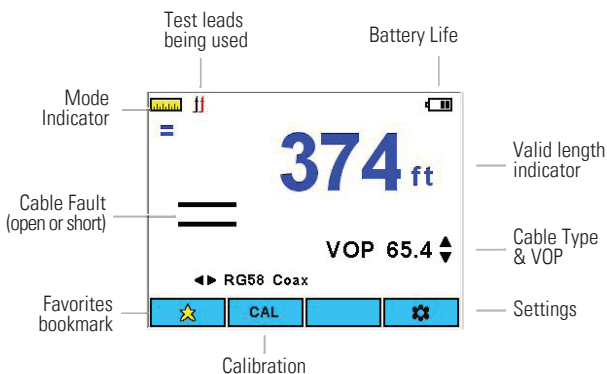 Test leads
being used
Battery Life
Mode
Indicator
374 ft
Valid length
indicator
Cable Fault
(open or short)
VOP 65.4
Cable Type
& VOP
RG58 Coax
Favorites
bookmark
CAL
Settings
Calibration